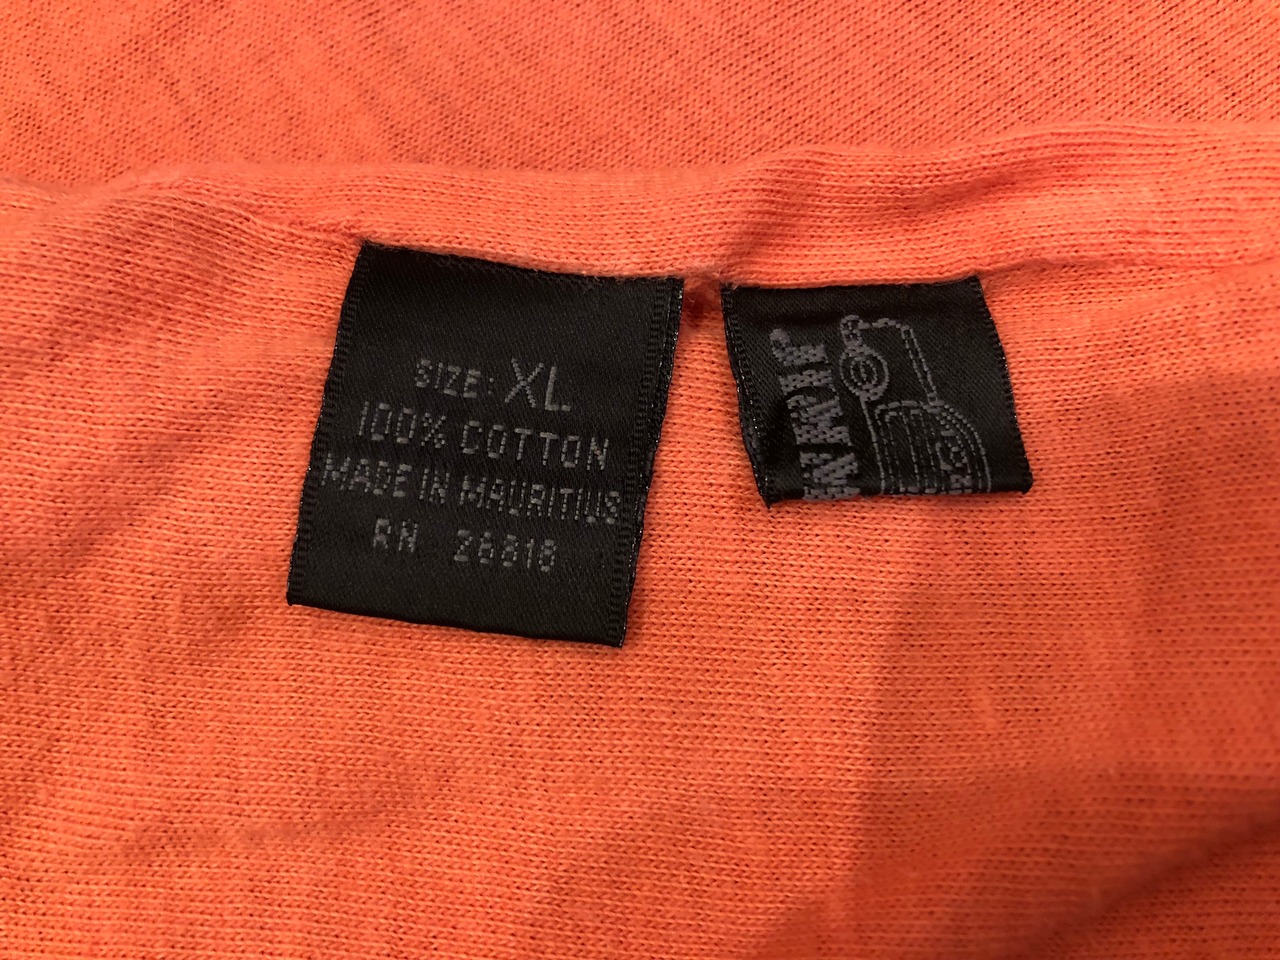 SIZE: XL
100% COTTON
MADE IN MAURITIUS
RN 26818